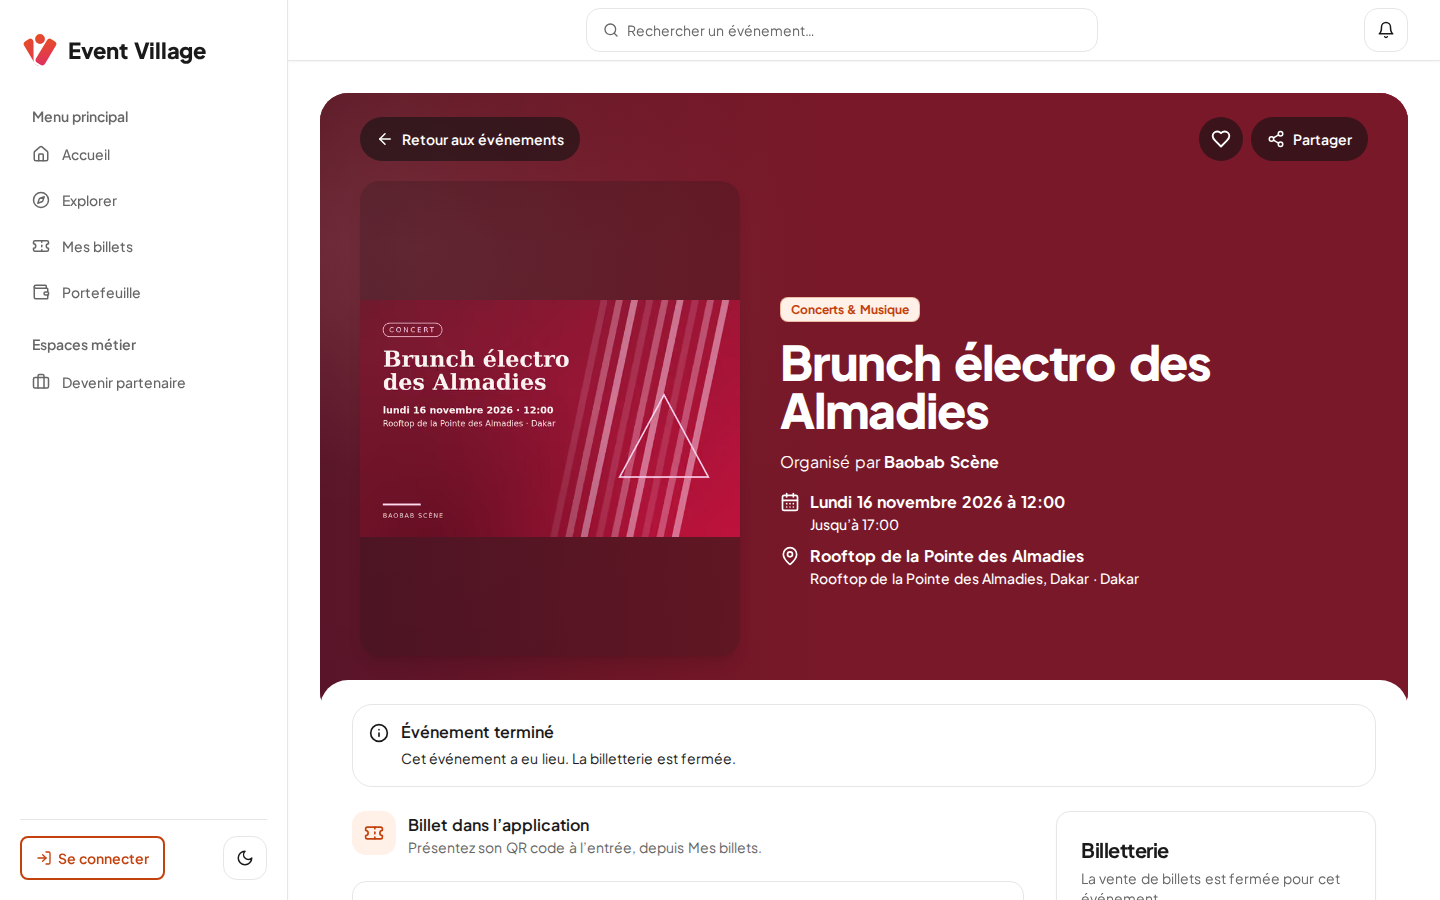 Event Village
Rechercher un événement…
Menu principal
Accueil
Explorer
Mes billets
Portefeuille
Espaces métier
Devenir partenaire
Se connecter
Retour aux événements
Partager
CONCERT
Brunch électro
des Almadies
lundi 16 novembre 2026 · 12:00
Rooftop de la Pointe des Almadies · Dakar
BAOBAB SCÈNE
Concerts & Musique
Brunch électro des
Almadies
Organisé par Baobab Scène
Lundi 16 novembre 2026 à 12:00
Jusqu’à 17:00
Rooftop de la Pointe des Almadies
Rooftop de la Pointe des Almadies, Dakar · Dakar
Événement terminé
Cet événement a eu lieu. La billetterie est fermée.
Billet dans l’application
Présentez son QR code à l’entrée, depuis Mes billets.
Billetterie
La vente de billets est fermée pour cet
événement.